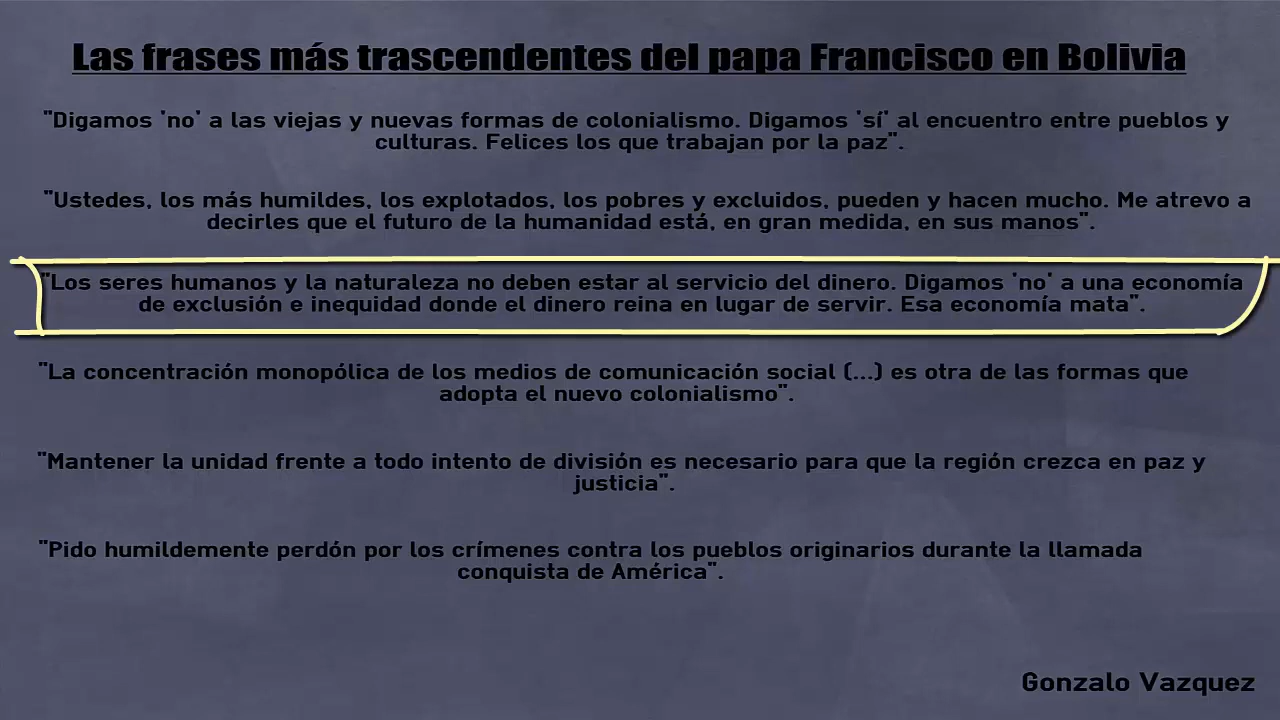 Las frases más trascendentes del papa Francisco en Bolivia
"Digamos 'no' a las viejas y nuevas formas de colonialismo. Digamos 'sí' al encuentro entre pueblos y
culturas. Felices los que trabajan por la paz".
"Ustedes, los más humildes, los explotados, los pobres y excluidos, pueden y hacen mucho. Me atrevo a
decirles que el futuro de la humanidad está, en gran medida, en sus manos".
"Los seres humanos y la naturaleza no deben estar al servicio del dinero. Digamos 'no' a una economía
de exclusión e inequidad donde el dinero reina en lugar de servir. Esa economía mata".
"La concentración monopólica de los medios de comunicación social (...) es otra de las formas que
adopta el nuevo colonialismo".
"Mantener la unidad frente a todo intento de división es necesario para que la región crezca en paz y
justicia".
"Pido humildemente perdón por los crímenes contra los pueblos originarios durante la llamada
conquista de América".
Gonzalo Vazquez